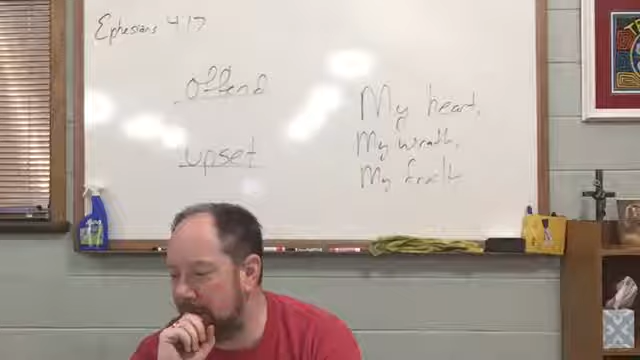 Ephesians 4:17
offend
upset
My heart,
My wrath,
My fault